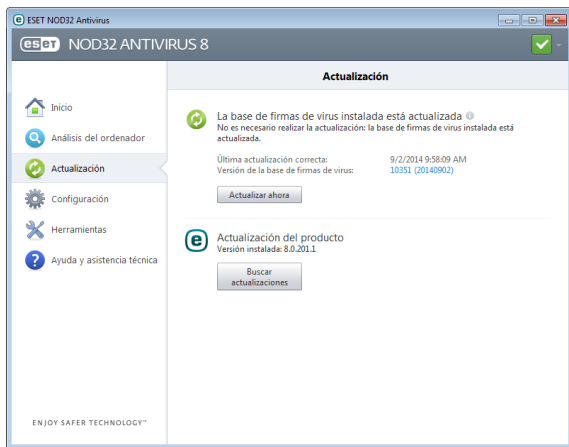 ESET NOD32 Antivirus
eset NOD32 ANTIVIRUS 8
Actualización
Inicio
Análisis del ordenador
Actualización
Configuración
Herramientas
Ayuda y asistencia técnica
La base de firmas de virus instalada está actualizada
No es necesario realizar la actualización: la base de firmas de virus instalada está
actualizada.
Última actualización correcta: 9/2/2014 9:58:09 AM
Versión de la base de firmas de virus: 10351 (20140902)
Actualizar ahora
Actualización del producto
Versión instalada: 8.0.201.1
Buscar
actualizaciones
ENJOY SAFER TECHNOLOGY™